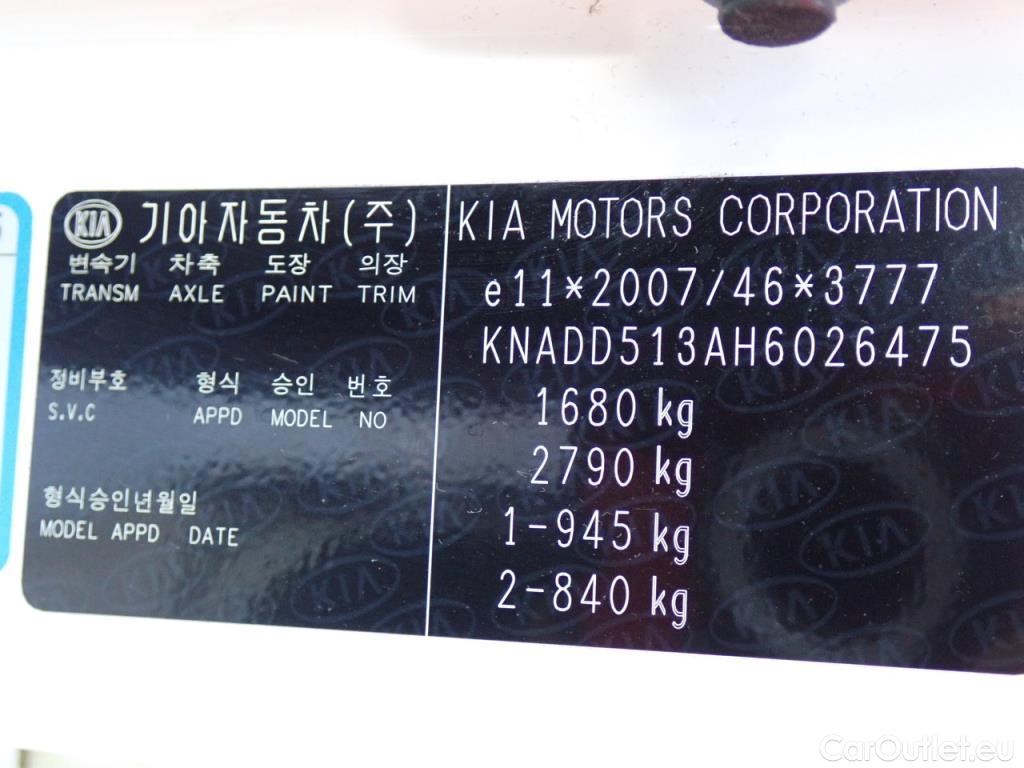 KIA 기아자동차(주)
변속기 차축 도장 의장
TRANSM AXLE PAINT TRIM
정비부호 형식 승인 번호
S.V.C APPD MODEL NO
형식승인년월일
MODEL APPD DATE
KIA MOTORS CORPORATION
e11*2007/46*3777
KNADD513AH6026475
1680 kg
2790 kg
1-945 kg
2-840 kg
CarOutlet.eu